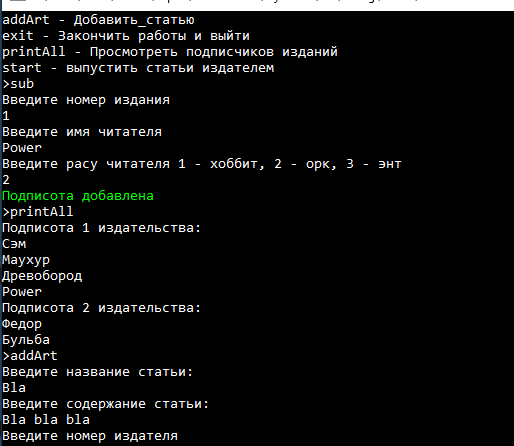 addArt - Добавить_статью
exit - Закончить работы и выйти
printAll - Просмотреть подписчиков изданий
start - выпустить статьи издателем
>sub
Введите номер издания
1
Введите имя читателя
Power
Введите расу читателя 1 - хоббит, 2 - орк, 3 - энт
2
Подписота добавлена
>printAll
Подписота 1 издательства:
Сэм
Маухур
Древобород
Power
Подписота 2 издательства:
Федор
Бульба
>addArt
Введите название статьи:
Bla
Введите содержание статьи:
Bla bla bla
Введите номер издателя